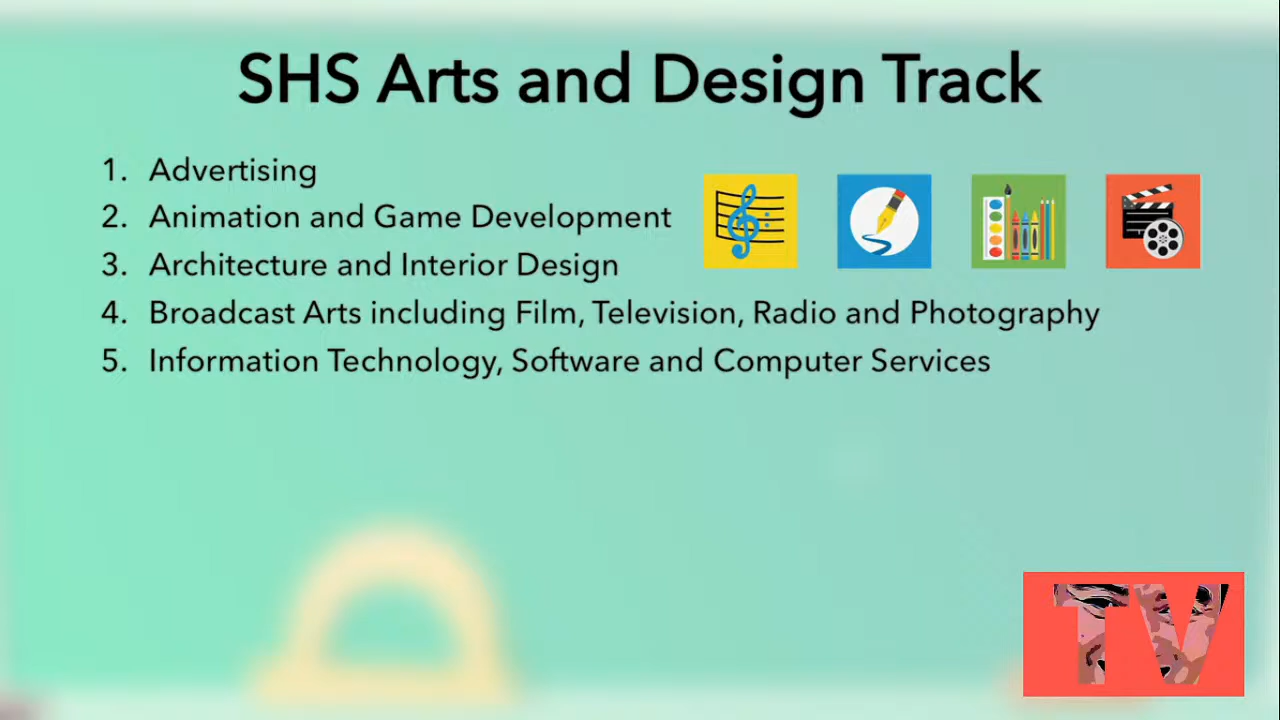 SHS Arts and Design Track
1. Advertising
2. Animation and Game Development
3. Architecture and Interior Design
4. Broadcast Arts including Film, Television, Radio and Photography
5. Information Technology, Software and Computer Services
TV